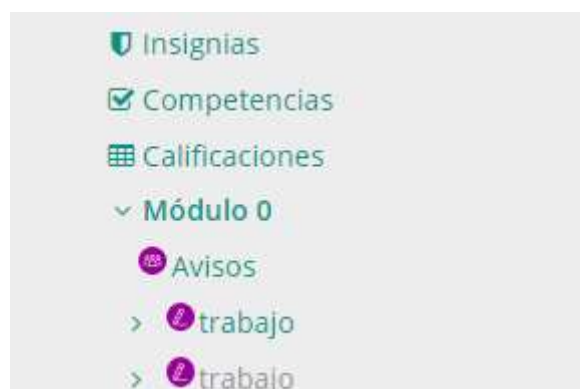 Insignias
Competencias
Calificaciones
Módulo 0
Avisos
trabajo
trabajo